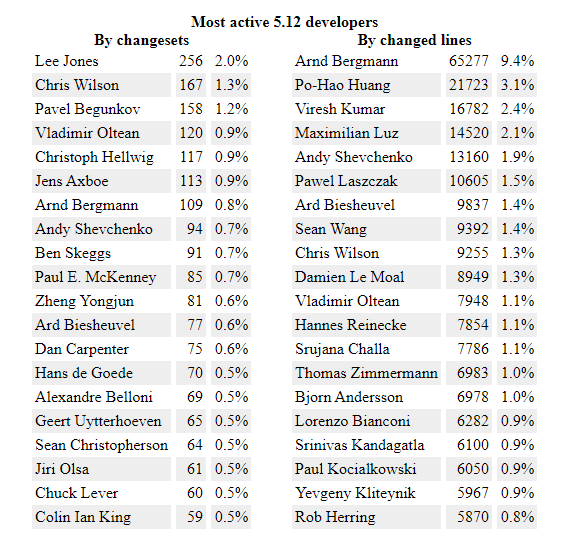 Most active 5.12 developers
By changesets By changed lines
Lee Jones 256 2.0% Arnd Bergmann 65277 9.4%
Chris Wilson 167 1.3% Po-Hao Huang 21723 3.1%
Pavel Begunkov 158 1.2% Viresh Kumar 16782 2.4%
Vladimir Oltean 120 0.9% Maximilian Luz 14520 2.1%
Christoph Hellwig 117 0.9% Andy Shevchenko 13160 1.9%
Jens Axboe 113 0.9% Pawel Laszczak 10605 1.5%
Arnd Bergmann 109 0.8% Ard Biesheuvel 9837 1.4%
Andy Shevchenko 94 0.7% Sean Wang 9392 1.4%
Ben Skeggs 91 0.7% Chris Wilson 9255 1.3%
Paul E. McKenney 85 0.7% Damien Le Moal 8949 1.3%
Zheng Yongjun 81 0.6% Vladimir Oltean 7948 1.1%
Ard Biesheuvel 77 0.6% Hannes Reinecke 7854 1.1%
Dan Carpenter 75 0.6% Srujana Challa 7786 1.1%
Hans de Goede 70 0.5% Thomas Zimmermann 6983 1.0%
Alexandre Belloni 69 0.5% Bjorn Andersson 6978 1.0%
Geert Uytterhoeven 65 0.5% Lorenzo Bianconi 6282 0.9%
Sean Christopherson 64 0.5% Srinivas Kandagatla 6100 0.9%
Jiri Olsa 61 0.5% Paul Kocialkowski 6050 0.9%
Chuck Lever 60 0.5% Yevgeny Kliteynik 5967 0.9%
Colin Ian King 59 0.5% Rob Herring 5870 0.8%